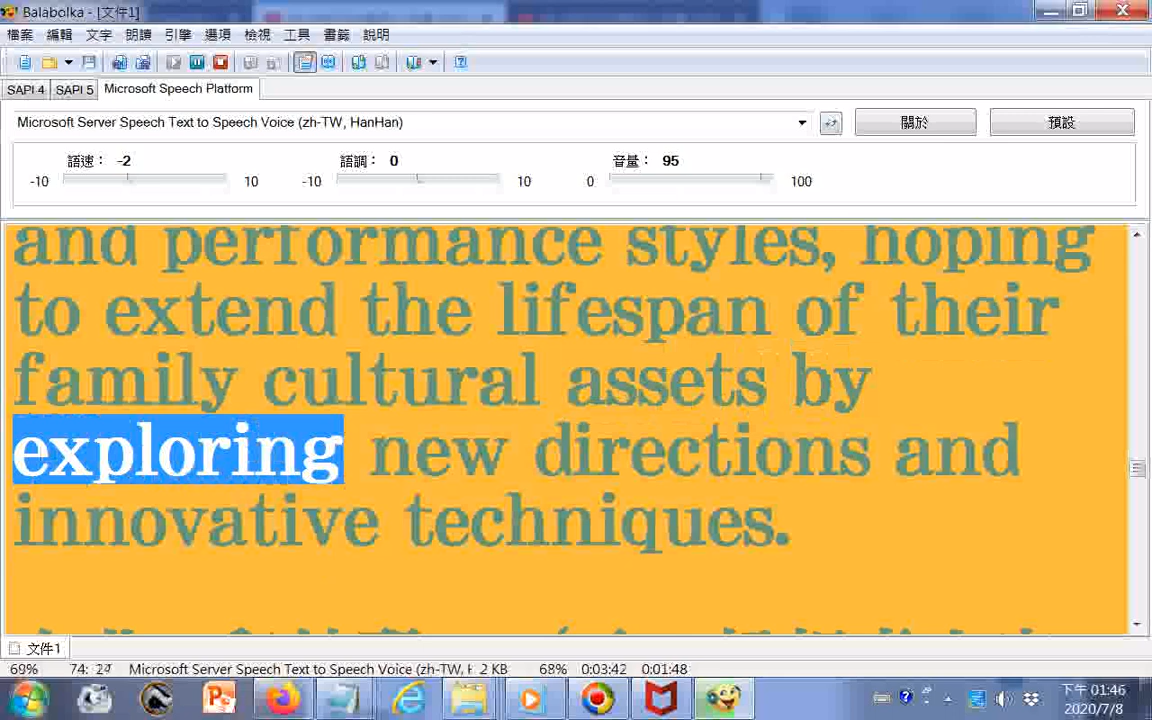 Balabolka - [文件1]
檔案 編輯 文字 朗讀 引擎 選項 檢視 工具 書籤 說明
SAPI 4 SAPI 5 Microsoft Speech Platform
Microsoft Server Speech Text to Speech Voice (zh-TW, HanHan) 關於 預設
語速： -2 語調： 0 音量： 95
-10 10 -10 10 0 100
and performance styles, hoping
to extend the lifespan of their
family cultural assets by
exploring new directions and
innovative techniques.
文件1
69% 74: 24 Microsoft Server Speech Text to Speech Voice (zh-TW, H 2 KB 68% 0:03:42 0:01:48
下午 01:46
2020/7/8